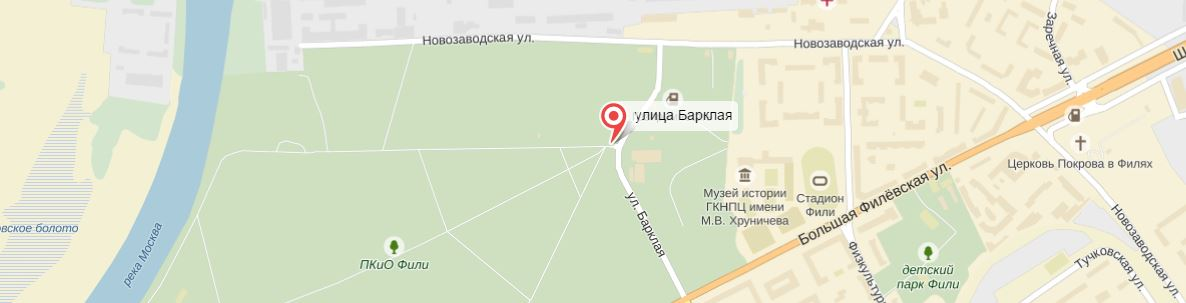 Новозаводская ул.
Новозаводская ул.
Заречная ул.
улица Барклая
Церковь Покрова в Филях
Музей истории
ГКНПЦ имени
М.В. Хруничева
Стадион
Фили
Большая Филёвская ул.
ул. Барклая
река Москва
ПКиО Фили
детский
парк Фили
Новозаводская ул.
Тучковская ул.
болото